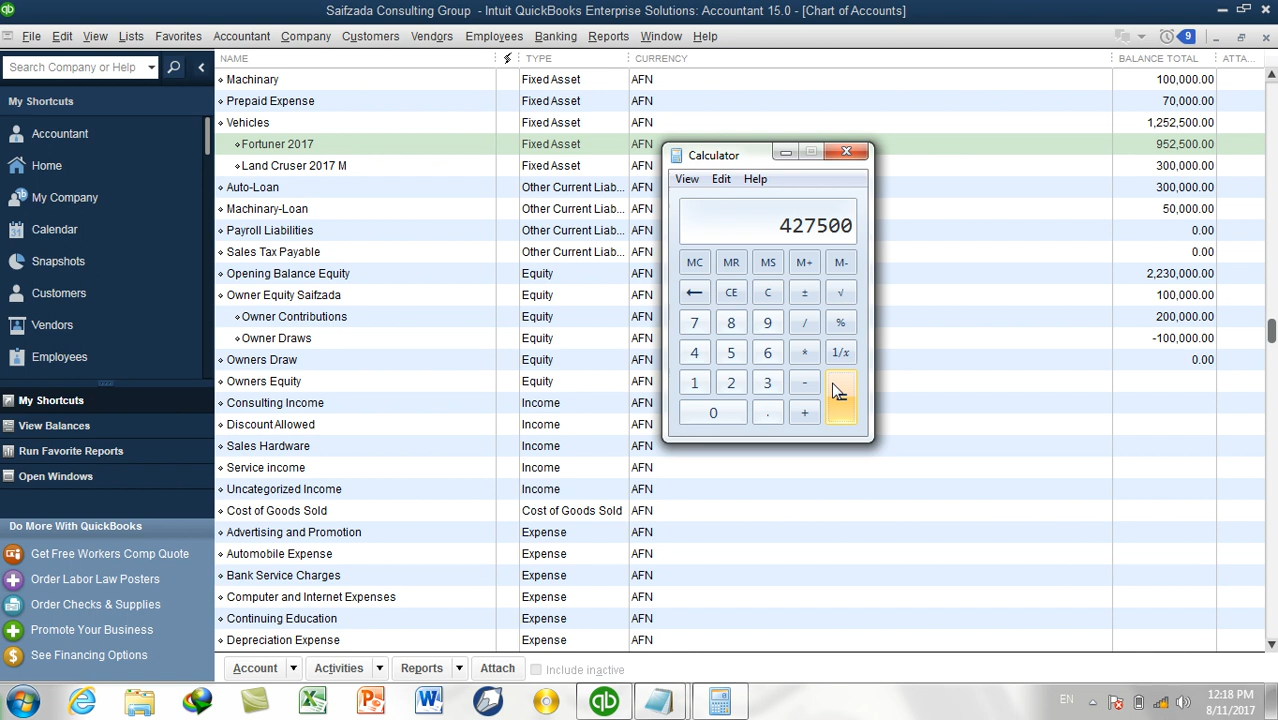 Saifzada Consulting Group - Intuit QuickBooks Enterprise Solutions: Accountant 15.0 - [Chart of Accounts]
File Edit View Lists Favorites Accountant Company Customers Vendors Employees Banking Reports Window Help 9
Search Company or Help
My Shortcuts
Accountant
Home
My Company
Calendar
Snapshots
Customers
Vendors
Employees
My Shortcuts
View Balances
Run Favorite Reports
Open Windows
Do More With QuickBooks
Get Free Workers Comp Quote
Order Labor Law Posters
Order Checks & Supplies
Promote Your Business
See Financing Options
NAME TYPE CURRENCY BALANCE TOTAL ATTA...
Machinery Fixed Asset AFN 100,000.00
Prepaid Expense Fixed Asset AFN 70,000.00
Vehicles Fixed Asset AFN 1,252,500.00
Fortuner 2017 Fixed Asset AFN 952,500.00
Land Cruser 2017 M Fixed Asset AFN 300,000.00
Auto-Loan Other Current Liab... AFN 300,000.00
Machinary-Loan Other Current Liab... AFN 50,000.00
Payroll Liabilities Other Current Liab... AFN 0.00
Sales Tax Payable Other Current Liab... AFN 0.00
Opening Balance Equity Equity AFN 2,230,000.00
Owner Equity Saifzada Equity AFN 100,000.00
Owner Contributions Equity AFN 200,000.00
Owner Draws Equity AFN -100,000.00
Owners Draw Equity AFN 0.00
Owners Equity Equity AFN
Consulting Income Income AFN
Discount Allowed Income AFN
Sales Hardware Income AFN
Service income Income AFN
Uncategorized Income Income AFN
Cost of Goods Sold Cost of Goods Sold AFN
Advertising and Promotion Expense AFN
Automobile Expense Expense AFN
Bank Service Charges Expense AFN
Computer and Internet Expenses Expense AFN
Continuing Education Expense AFN
Depreciation Expense Expense AFN
Calculator
View Edit Help
427500
MC MR MS M+ M-
← CE C ± √
7 8 9 / %
4 5 6 * 1/x
1 2 3 - =
0 . +
Account Activities Reports Attach Include inactive
EN 12:18 PM
8/11/2017